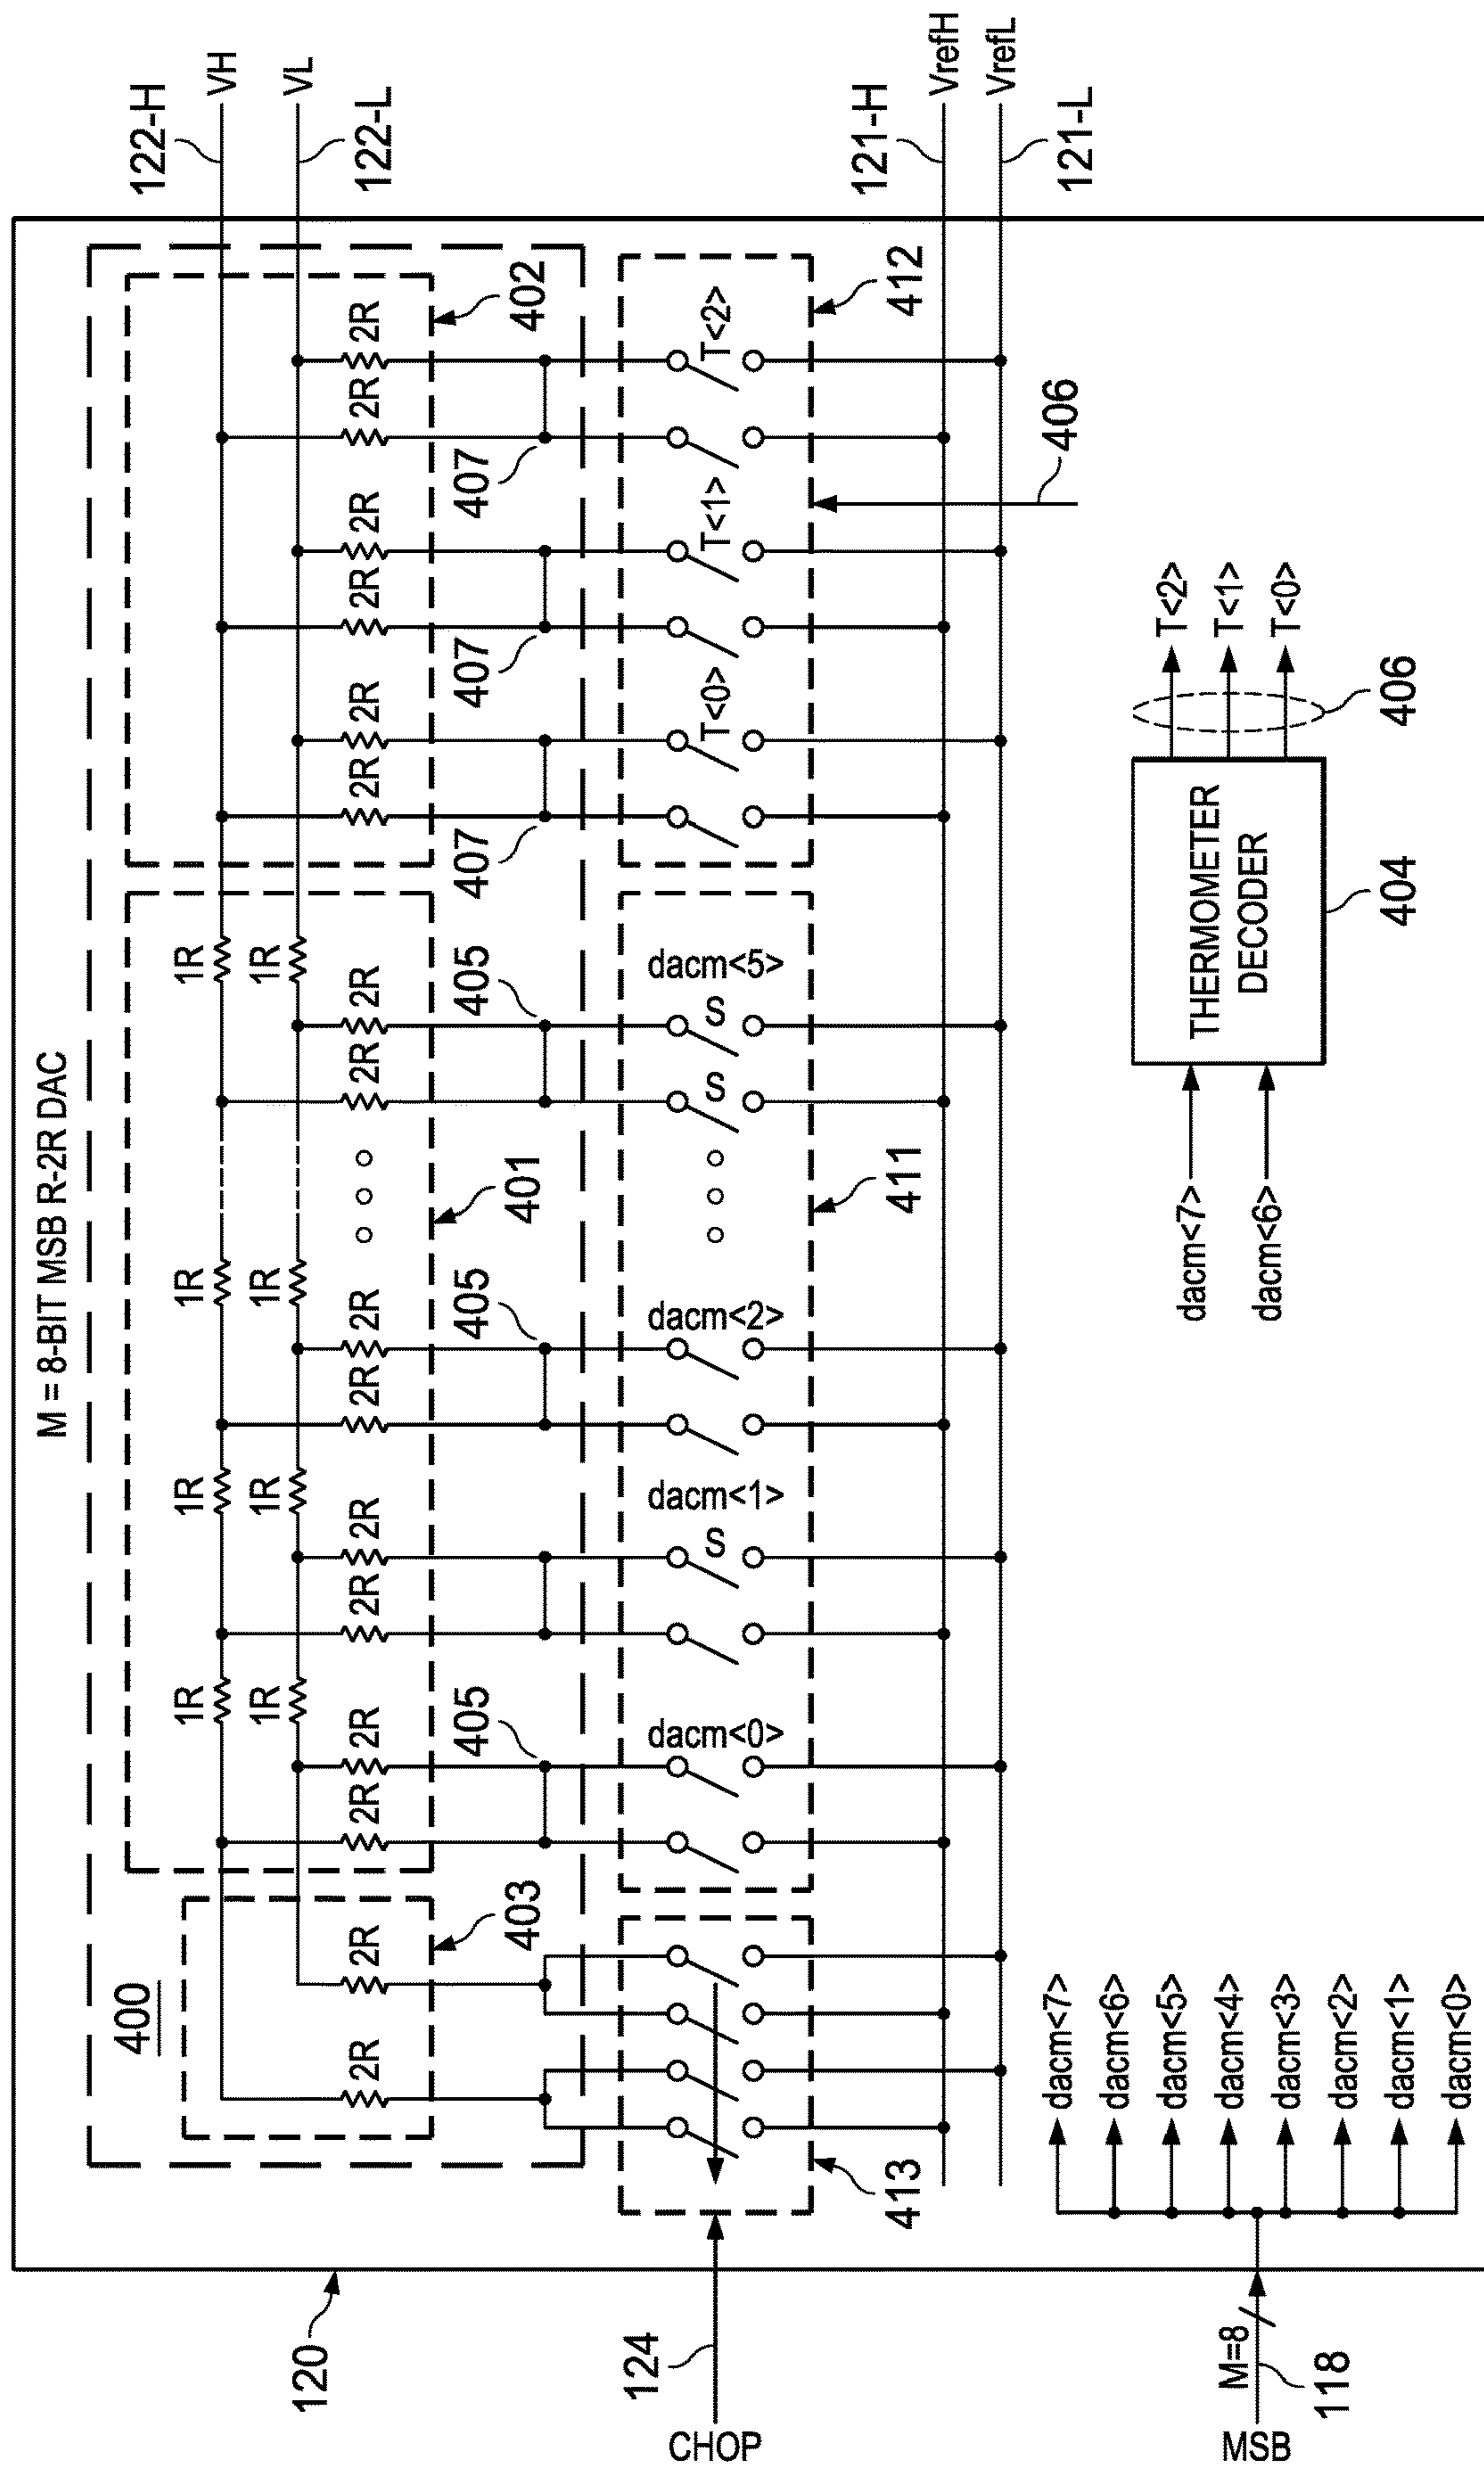 M = 8-BIT MSB R-2R DAC
120
400
122-H
VH
VL
122-L
1R
1R
1R
1R
1R
1R
1R
1R
2R
2R
403
2R
2R
2R
2R
2R
2R
401
2R
2R
2R
2R
2R
2R
2R
2R
402
405
405
405
407
407
407
CHOP
124
413
dacm<0>
dacm<1>
S
dacm<2>
411
dacm<5>
S
S
T<0>
T<1>
T<2>
412
121-H
VrefH
VrefL
121-L
406
MSB
M=8
118
dacm<7>
dacm<6>
dacm<5>
dacm<4>
dacm<3>
dacm<2>
dacm<1>
dacm<0>
dacm<7>
dacm<6>
THERMOMETER
DECODER
404
T<2>
T<1>
T<0>
406